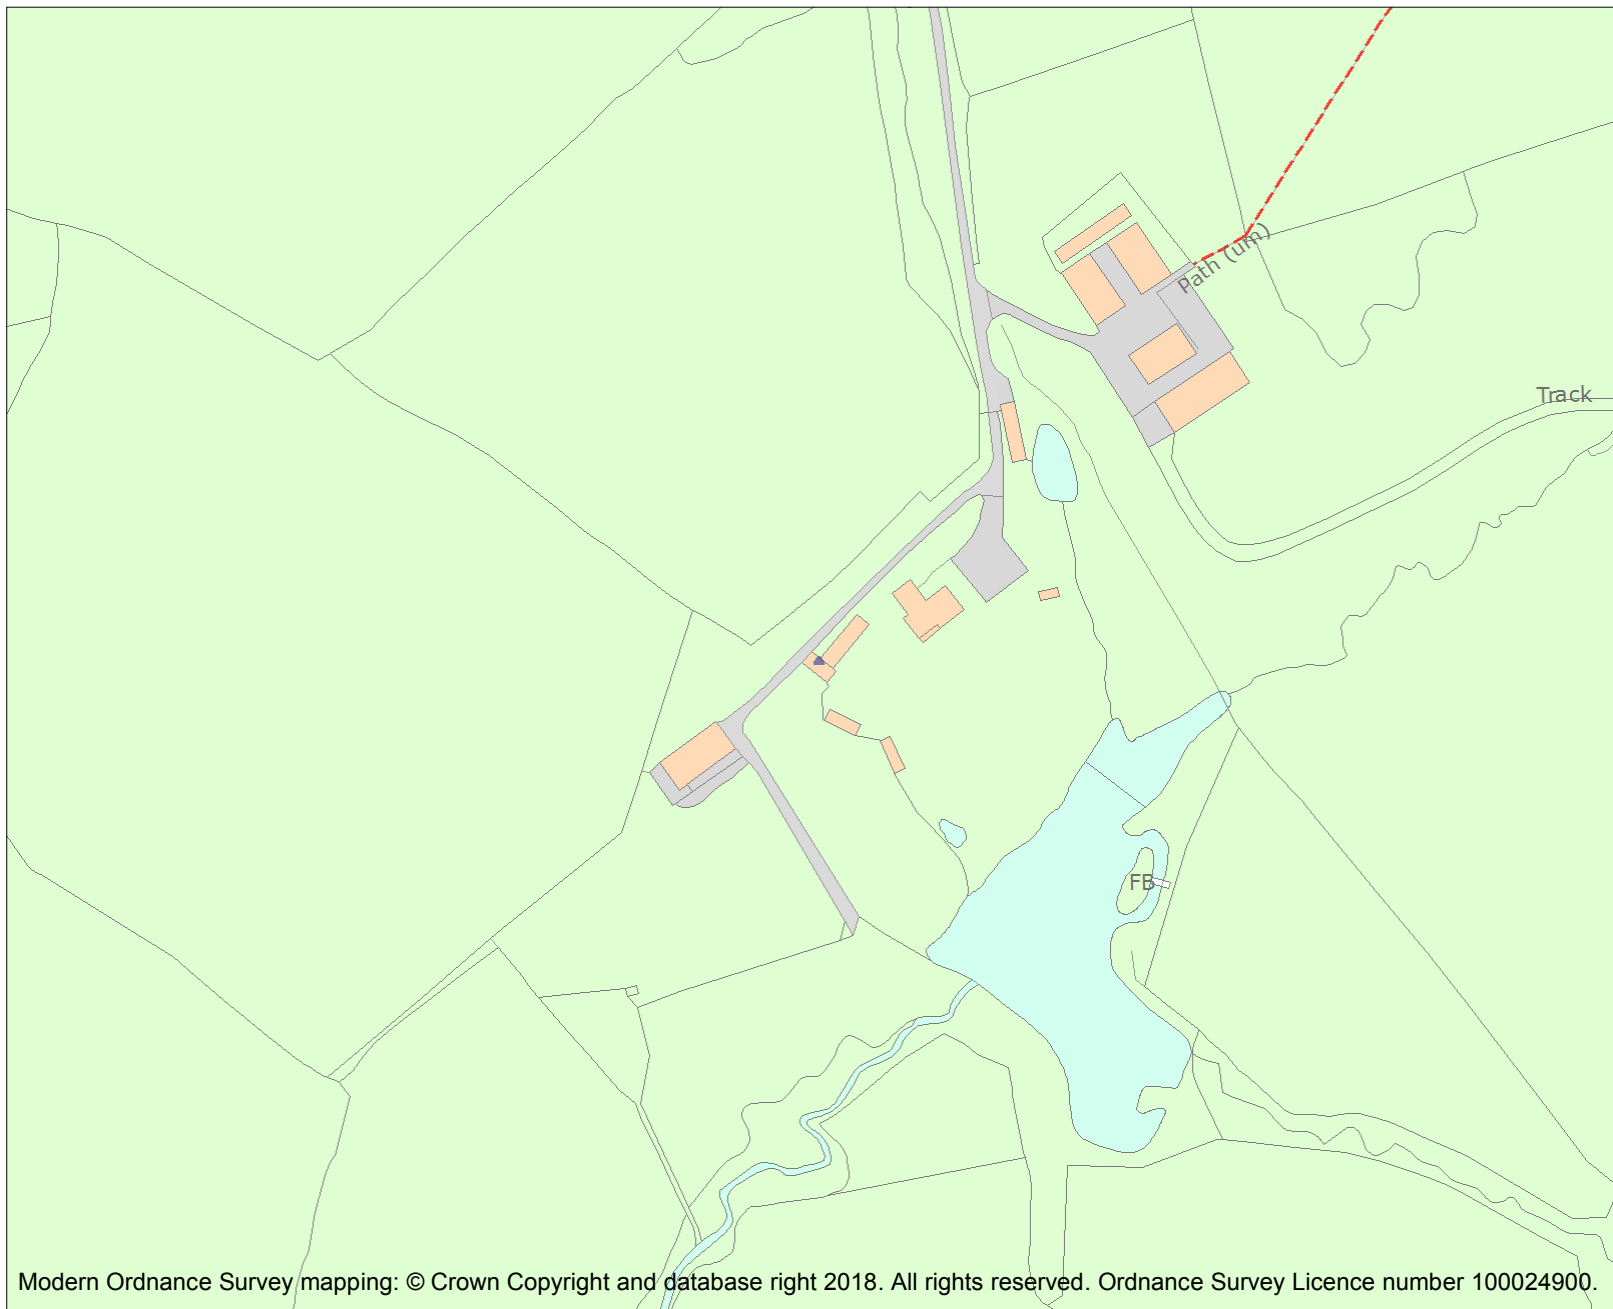 Path (um)
Track
FB
Modern Ordnance Survey mapping: © Crown Copyright and database right 2018. All rights reserved. Ordnance Survey Licence number 100024900.